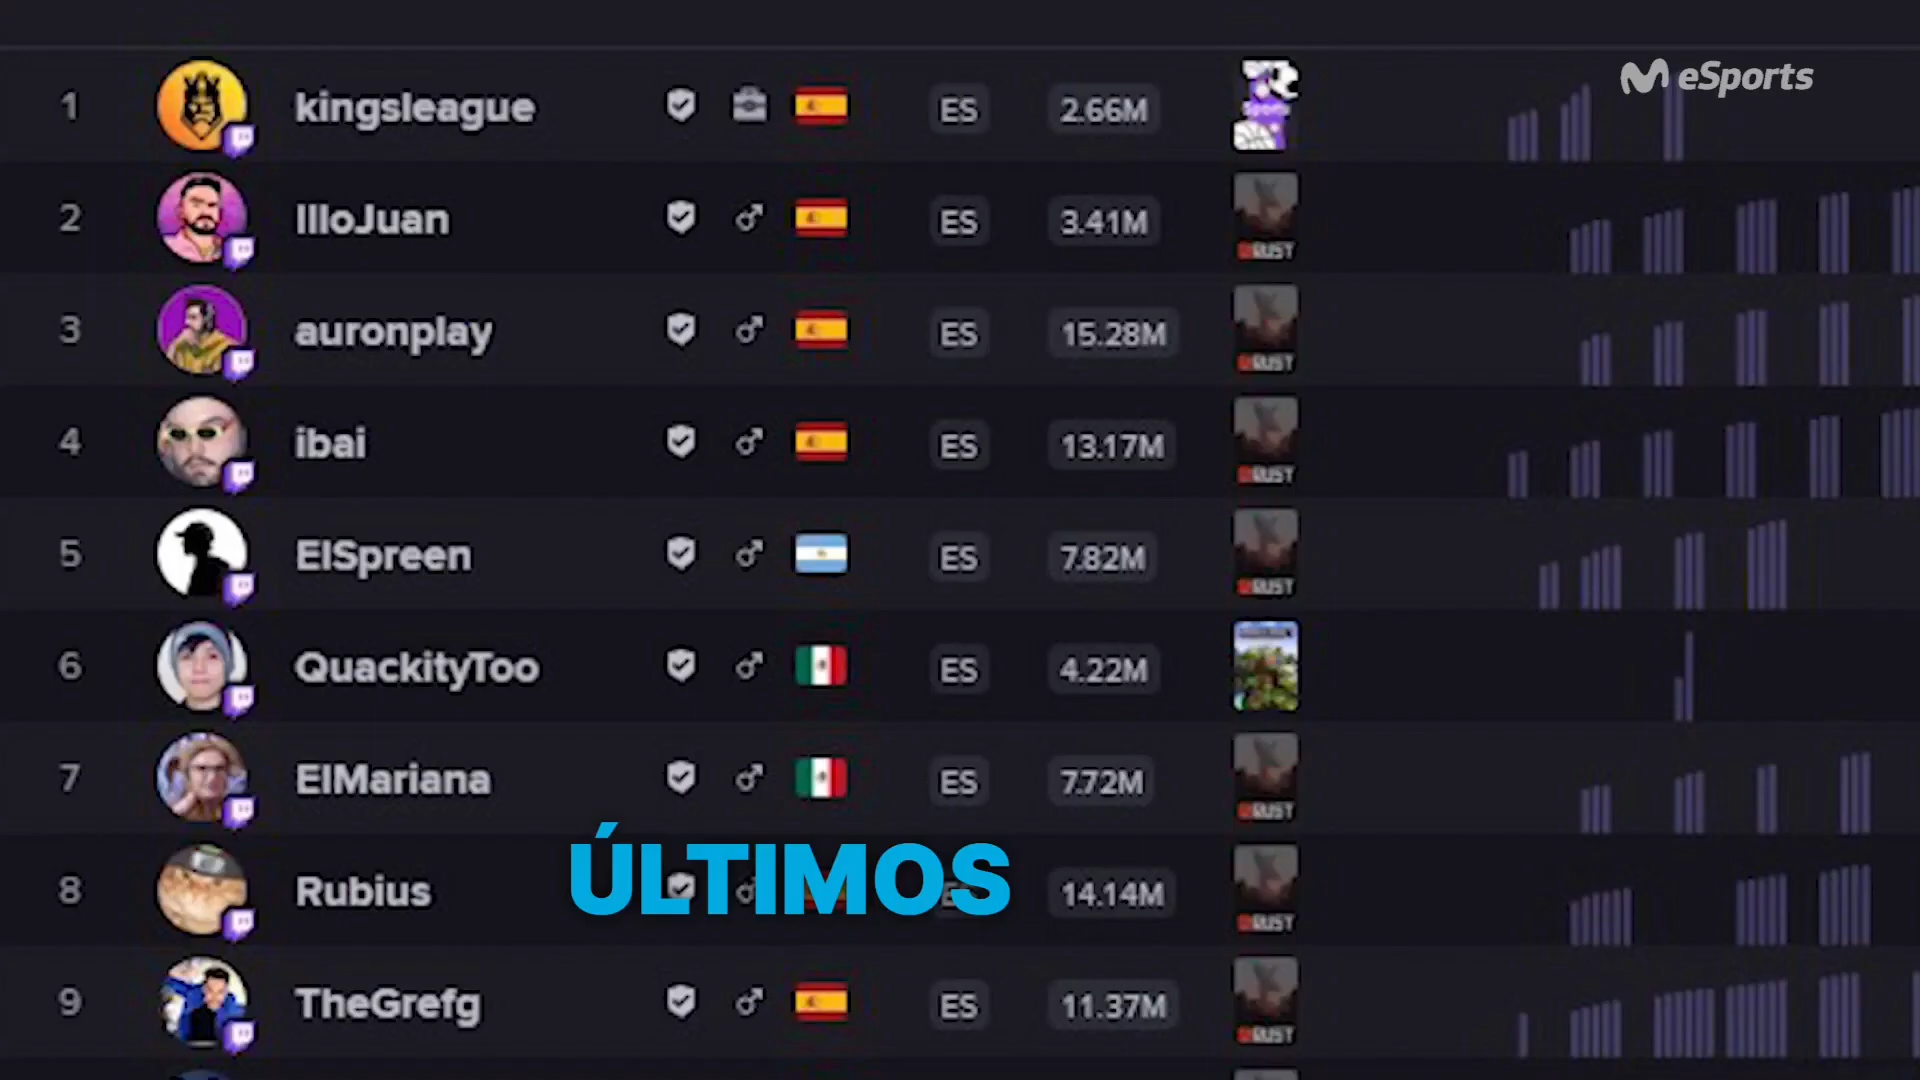 eSports
1 kingsleague ES 2.66M Sports
2 IlloJuan ES 3.41M RUST
3 auronplay ES 15.28M RUST
4 ibai ES 13.17M RUST
5 ElSpreen ES 7.82M RUST
6 QuackityToo ES 4.22M
7 ElMariana ES 7.72M RUST
8 Rubius ES 14.14M RUST
ÚLTIMOS
9 TheGrefg ES 11.37M RUST